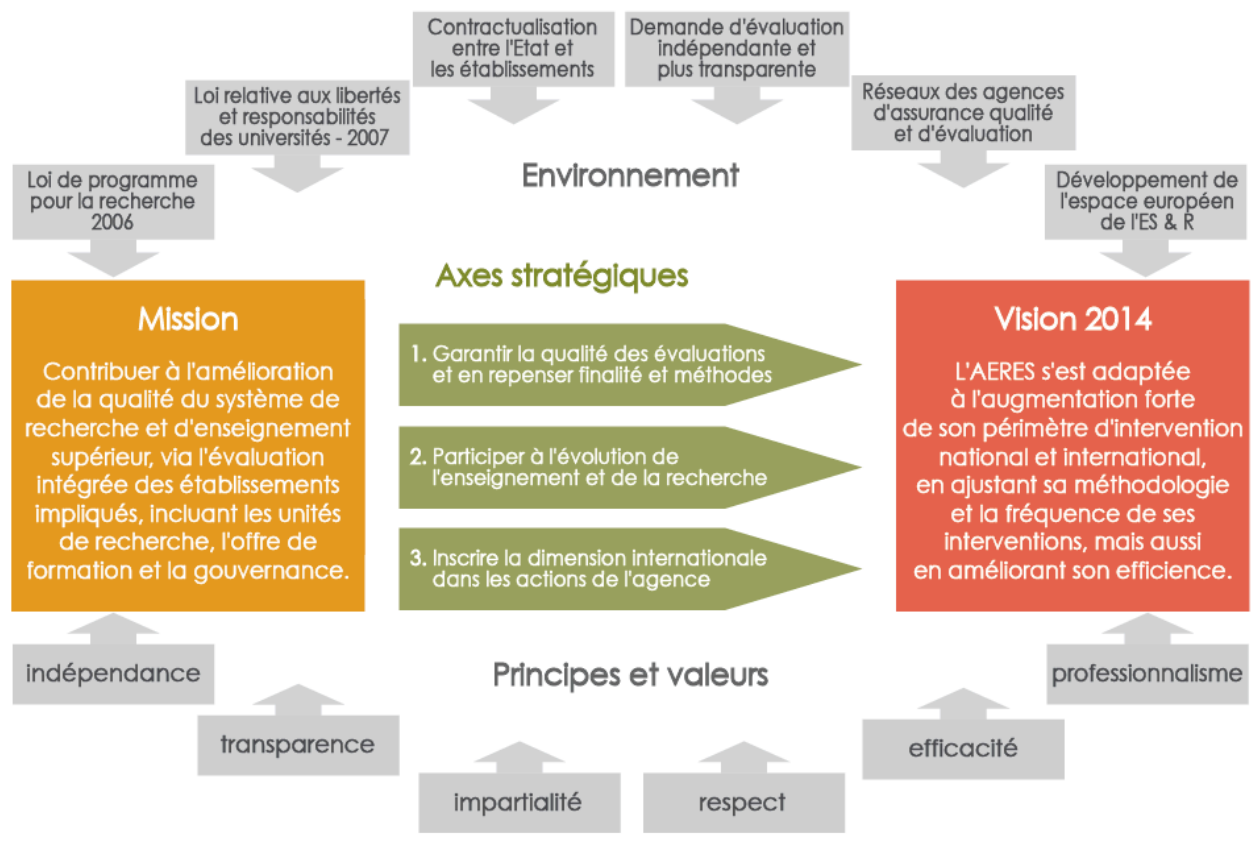 Contractualisation
entre l'Etat et
les établissements
Demande d'évaluation
indépendante et
plus transparente
Loi relative aux libertés
et responsabilités
des universités - 2007
Réseaux des agences
d'assurance qualité
et d'évaluation
Loi de programme
pour la recherche
2006
Environnement
Développement de
l'espace européen
de l'ES & R
Axes stratégiques
Mission
Contribuer à l'amélioration
de la qualité du système de
recherche et d'enseignement
supérieur, via l'évaluation
intégrée des établissements
impliqués, incluant les unités
de recherche, l'offre de
formation et la gouvernance.
1. Garantir la qualité des évaluations
et en repenser finalité et méthodes
2. Participer à l'évolution de
l'enseignement et de la recherche
3. Inscrire la dimension internationale
dans les actions de l'agence
Vision 2014
L'AERES s'est adaptée
à l'augmentation forte
de son périmètre d'intervention
national et international,
en ajustant sa méthodologie
et la fréquence de ses
interventions, mais aussi
en améliorant son efficience.
Principes et valeurs
indépendance
transparence
impartialité
respect
efficacité
professionnalisme